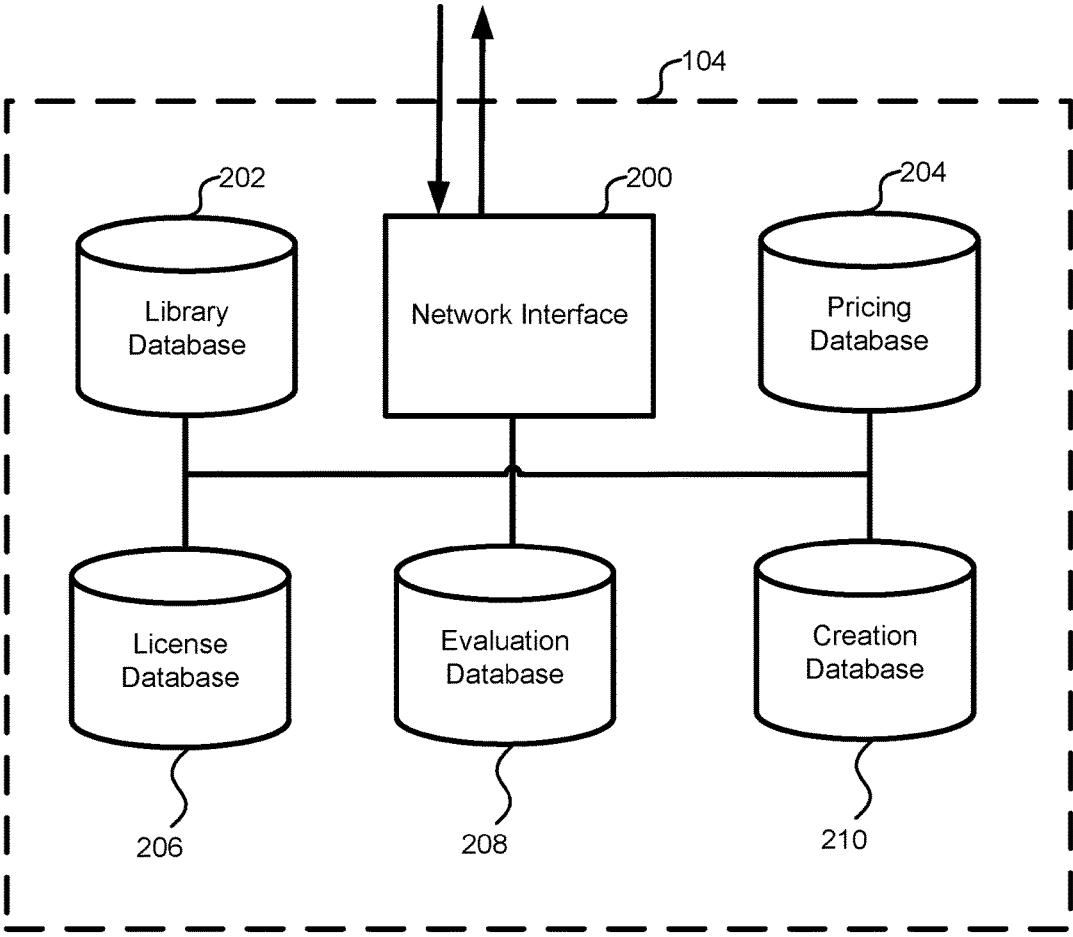 104
202
200
204
Library
Database
Network Interface
Pricing
Database
License
Database
Evaluation
Database
Creation
Database
206
208
210